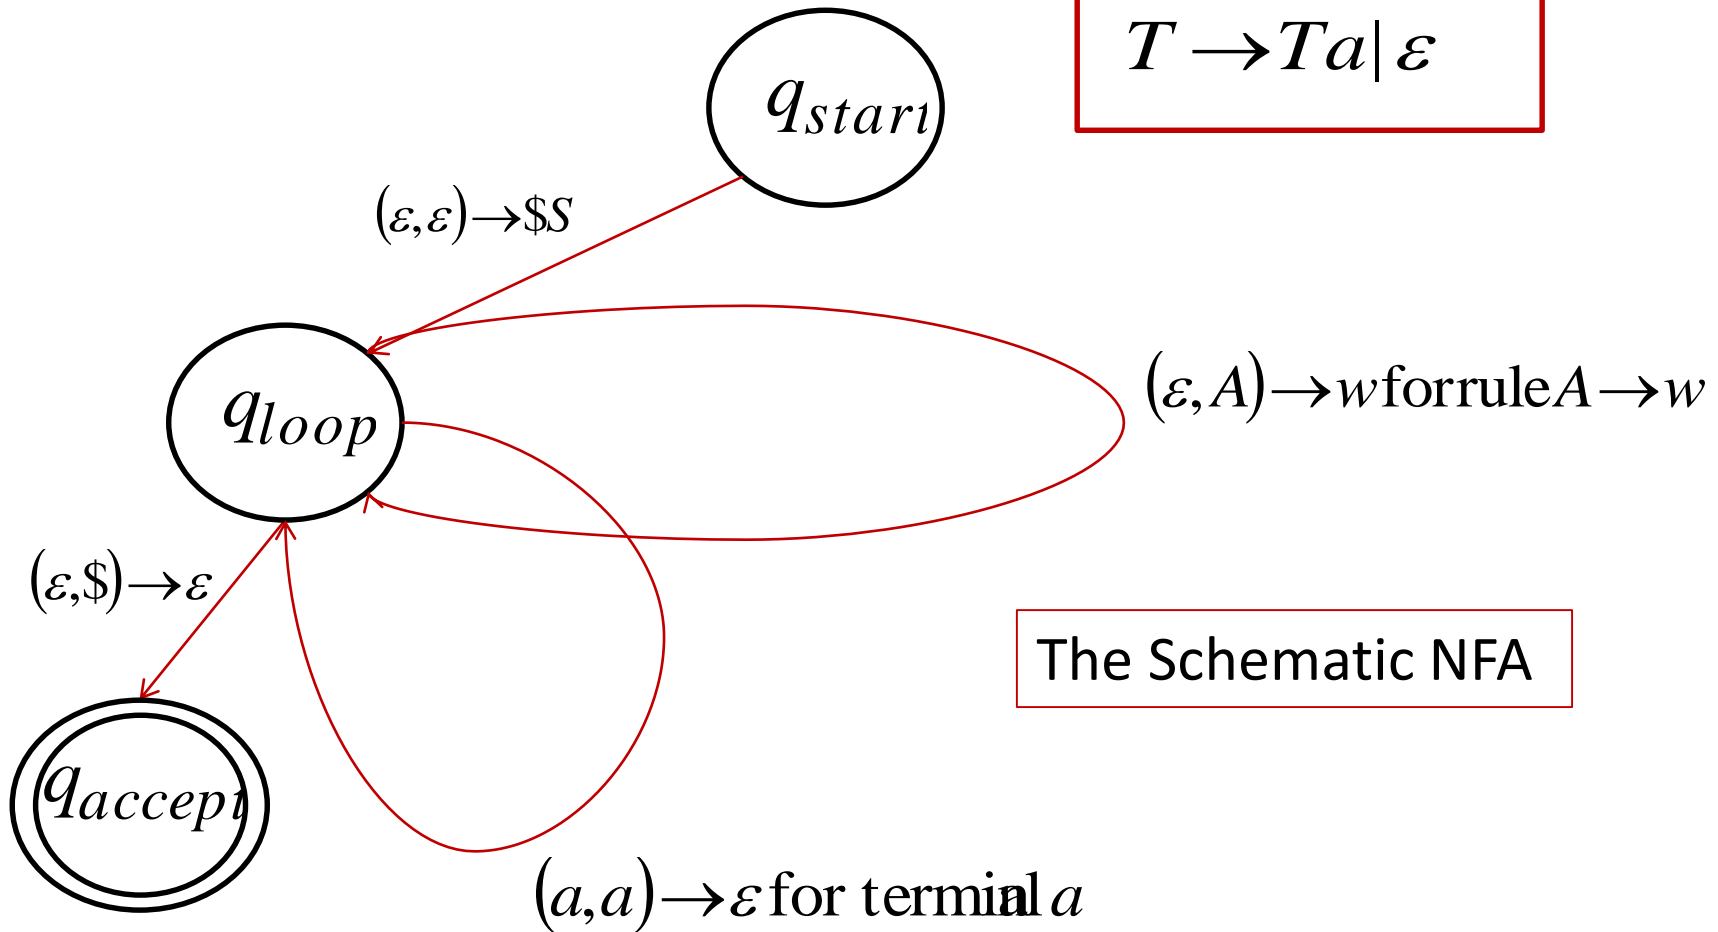 T → Ta | ε
q_start
(ε,ε) → $S
(ε, A) → w for rule A → w
q_loop
(ε,$) → ε
The Schematic NFA
q_accept
(a,a) → ε for terminal a